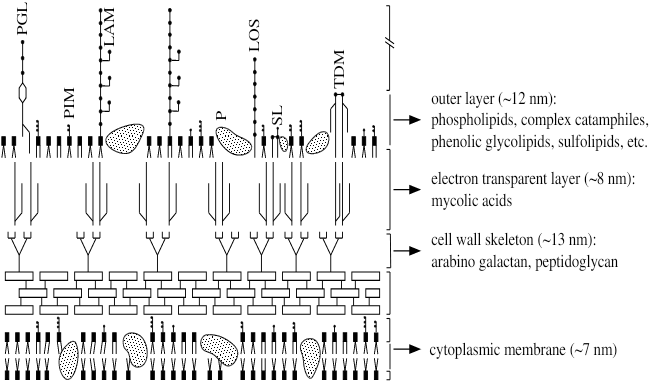 PGL
PIM
LAM
P
LOS
SL
TDM
outer layer (~12 nm):
phospholipids, complex catamphiles,
phenolic glycolipids, sulfolipids, etc.
electron transparent layer (~8 nm):
mycolic acids
cell wall skeleton (~13 nm):
arabino galactan, peptidoglycan
cytoplasmic membrane (~7 nm)